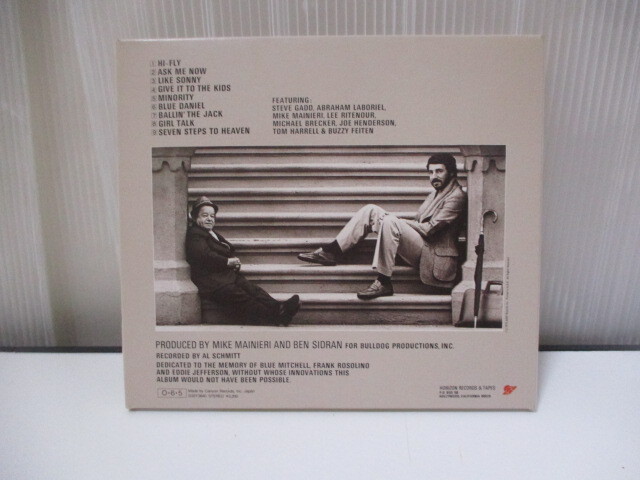 1 HI-FLY
2 ASK ME NOW
3 LIKE SONNY
4 GIVE IT TO THE KIDS
5 MINORITY
6 BLUE DANIEL
7 BALLIN' THE JACK
8 GIRL TALK
9 SEVEN STEPS TO HEAVEN
FEATURING:
STEVE GADD, ABRAHAM LABORIEL,
MIKE MAINIERI, LEE RITENOUR,
MICHAEL BRECKER, JOE HENDERSON,
TOM HARRELL & BUZZY FEITEN
PRODUCED BY MIKE MAINIERI AND BEN SIDRAN FOR BULLDOG PRODUCTIONS, INC.
RECORDED BY AL SCHMITT
DEDICATED TO THE MEMORY OF BLUE MITCHELL, FRANK ROSOLINO
AND EDDIE JEFFERSON, WITHOUT WHOSE INNOVATIONS THIS
ALBUM WOULD NOT HAVE BEEN POSSIBLE.
HORIZON RECORDS & TAPES